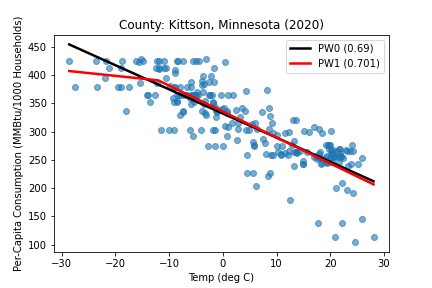 County: Kittson, Minnesota (2020)
Per-Capita Consumption (MMBtu/1000 Households)
450
400
350
300
250
200
150
100
PW0 (0.69)
PW1 (0.701)
−30 −20 −10 0 10 20 30
Temp (deg C)